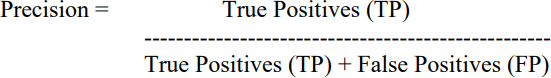 Precision = True Positives (TP)
--------------------------------------------------
True Positives (TP) + False Positives (FP)